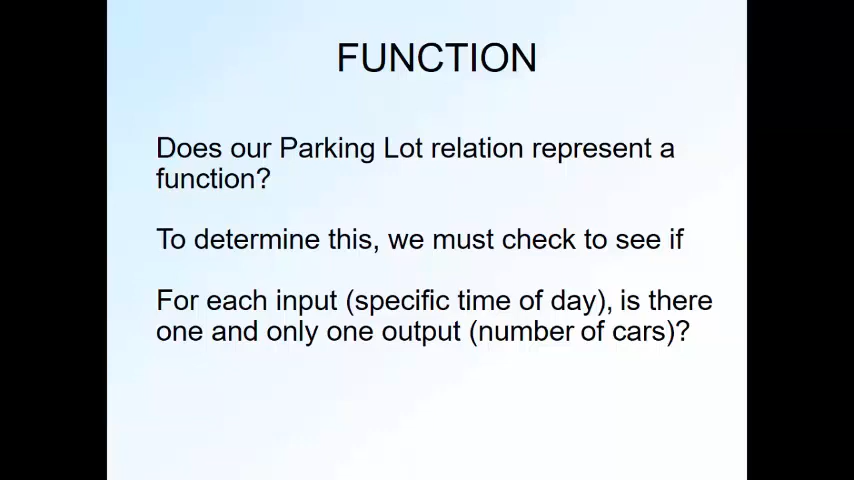 FUNCTION
Does our Parking Lot relation represent a
function?
To determine this, we must check to see if
For each input (specific time of day), is there
one and only one output (number of cars)?